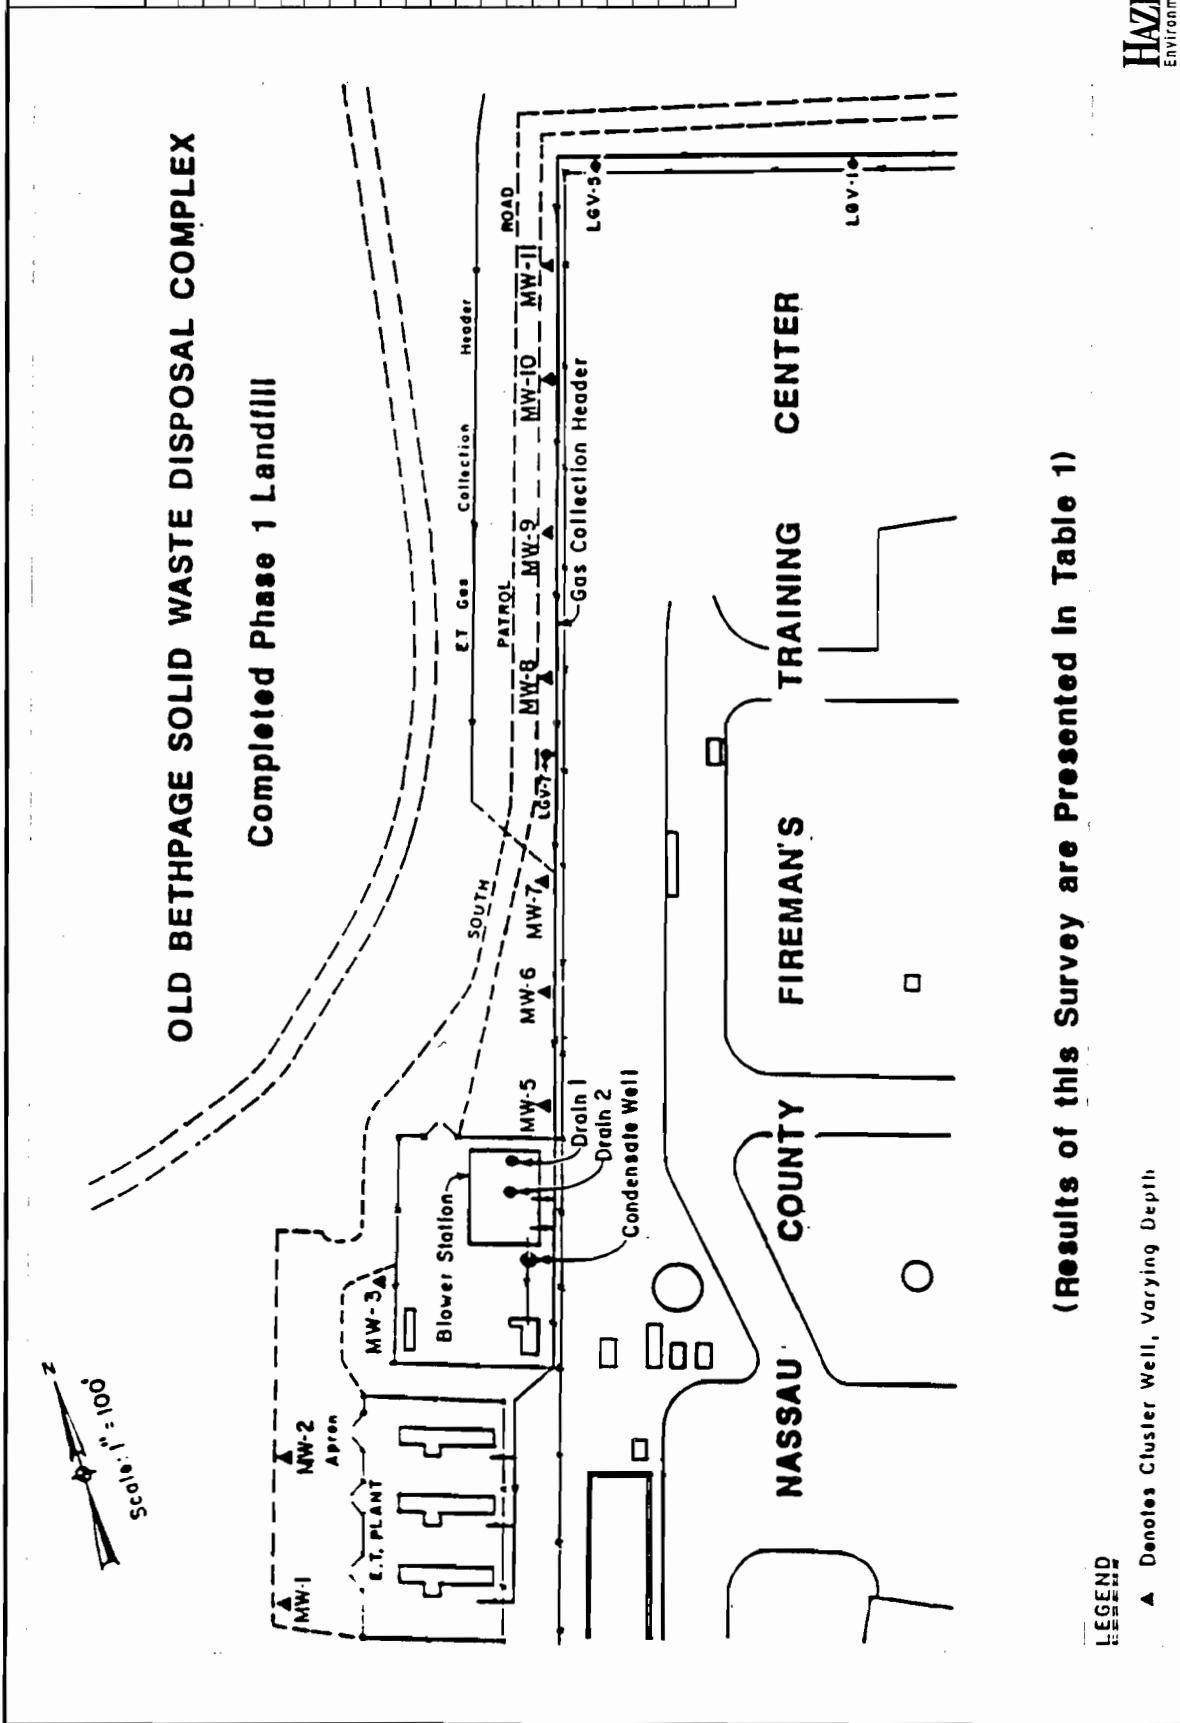 OLD BETHPAGE SOLID WASTE DISPOSAL COMPLEX
Completed Phase 1 Landfill
N
Scale: 1" = 100'
MW-1
MW-2
Apron
E.T. PLANT
MW-3
Blower Station
SOUTH
PATROL
ROAD
E.T. Gas Collection Header
MW-5
MW-6
MW-7
LGV-7
MW-8
MW-9
MW-10
MW-11
LGV-5
LGV-1
Drain 1
Drain 2
Condensate Well
Gas Collection Header
NASSAU COUNTY FIREMAN'S TRAINING CENTER
(Results of this Survey are Presented in Table 1)
LEGEND
▲ Denotes Cluster Well, Varying Depth